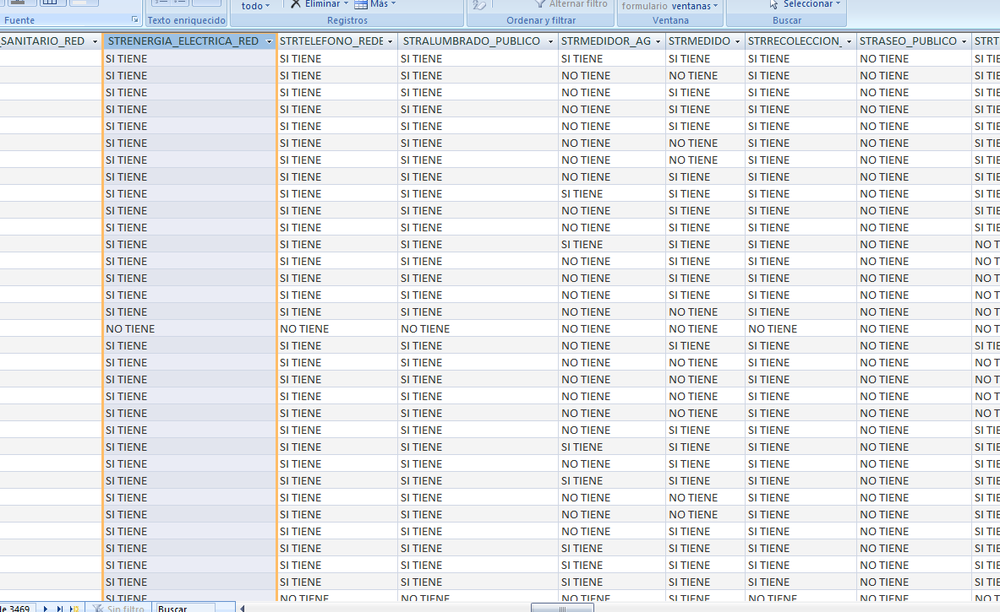 todo Eliminar Más Alternar filtro formulario ventanas Seleccionar
Fuente Texto enriquecido Registros Ordenar y filtrar Ventana Buscar
SANITARIO_RED STRENERGIA_ELECTRICA_RED STRTELEFONO_REDE STRALUMBRADO_PUBLICO STRMEDIDOR_AG STRMEDIDO STRRECOLECCION_ STRASEO_PUBLICO STRT
SI TIENE SI TIENE SI TIENE SI TIENE SI TIENE SI TIENE NO TIENE SI TIE
SI TIENE SI TIENE SI TIENE NO TIENE NO TIENE SI TIENE NO TIENE SI TIE
SI TIENE SI TIENE SI TIENE NO TIENE SI TIENE SI TIENE NO TIENE SI TIE
SI TIENE SI TIENE SI TIENE NO TIENE SI TIENE SI TIENE NO TIENE SI TIE
SI TIENE SI TIENE SI TIENE NO TIENE SI TIENE SI TIENE NO TIENE SI TIE
SI TIENE SI TIENE SI TIENE NO TIENE NO TIENE SI TIENE NO TIENE SI TIE
SI TIENE SI TIENE SI TIENE NO TIENE NO TIENE SI TIENE NO TIENE SI TIE
SI TIENE SI TIENE SI TIENE NO TIENE SI TIENE SI TIENE NO TIENE SI TIE
SI TIENE SI TIENE SI TIENE SI TIENE SI TIENE SI TIENE NO TIENE SI TIE
SI TIENE SI TIENE SI TIENE NO TIENE SI TIENE SI TIENE NO TIENE SI TIE
SI TIENE SI TIENE SI TIENE NO TIENE SI TIENE SI TIENE NO TIENE SI TIE
SI TIENE SI TIENE SI TIENE SI TIENE SI TIENE SI TIENE NO TIENE NO T
SI TIENE SI TIENE SI TIENE NO TIENE SI TIENE SI TIENE NO TIENE NO T
SI TIENE SI TIENE SI TIENE NO TIENE SI TIENE SI TIENE NO TIENE NO T
SI TIENE SI TIENE SI TIENE NO TIENE SI TIENE SI TIENE NO TIENE NO T
SI TIENE SI TIENE SI TIENE NO TIENE NO TIENE SI TIENE NO TIENE NO T
NO TIENE NO TIENE NO TIENE NO TIENE NO TIENE NO TIENE NO TIENE NO T
SI TIENE SI TIENE SI TIENE NO TIENE SI TIENE SI TIENE NO TIENE SI TIE
SI TIENE SI TIENE SI TIENE NO TIENE NO TIENE SI TIENE NO TIENE NO T
SI TIENE SI TIENE SI TIENE NO TIENE NO TIENE SI TIENE NO TIENE NO T
SI TIENE SI TIENE SI TIENE NO TIENE NO TIENE SI TIENE NO TIENE NO T
SI TIENE SI TIENE SI TIENE NO TIENE NO TIENE SI TIENE NO TIENE NO T
SI TIENE SI TIENE SI TIENE NO TIENE SI TIENE SI TIENE NO TIENE SI TIE
SI TIENE SI TIENE SI TIENE SI TIENE SI TIENE SI TIENE NO TIENE SI TIE
SI TIENE SI TIENE SI TIENE NO TIENE SI TIENE SI TIENE NO TIENE SI TIE
SI TIENE SI TIENE SI TIENE SI TIENE SI TIENE SI TIENE NO TIENE SI TIE
SI TIENE SI TIENE SI TIENE NO TIENE NO TIENE SI TIENE NO TIENE SI TIE
SI TIENE SI TIENE SI TIENE NO TIENE NO TIENE SI TIENE NO TIENE SI TIE
SI TIENE SI TIENE SI TIENE NO TIENE SI TIENE SI TIENE NO TIENE SI TIE
SI TIENE SI TIENE SI TIENE SI TIENE SI TIENE SI TIENE NO TIENE SI TIE
SI TIENE SI TIENE SI TIENE SI TIENE SI TIENE SI TIENE NO TIENE SI TIE
SI TIENE SI TIENE SI TIENE SI TIENE SI TIENE SI TIENE NO TIENE SI TIE
SI TIENE NO TIENE SI TIENE NO TIENE SI TIENE NO TIENE NO TIENE SI TIE
de 3469 Sin filtro Buscar